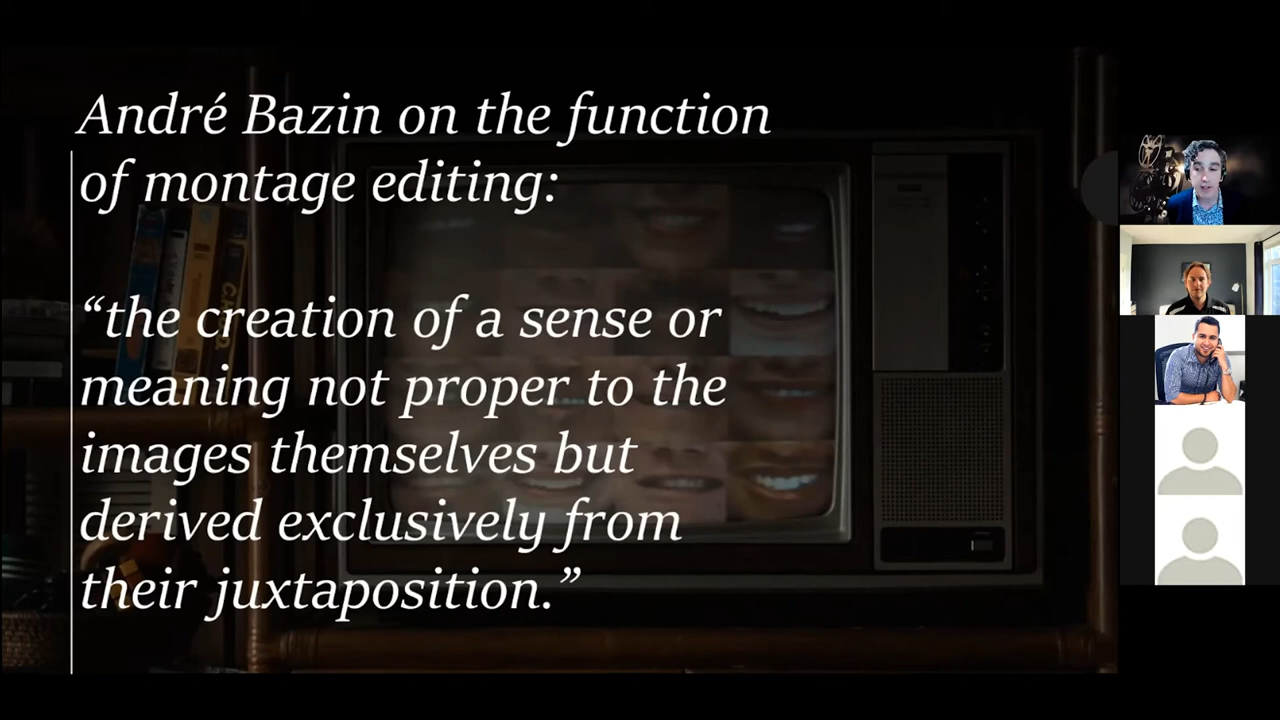 André Bazin on the function
of montage editing:
“the creation of a sense or
meaning not proper to the
images themselves but
derived exclusively from
their juxtaposition.”